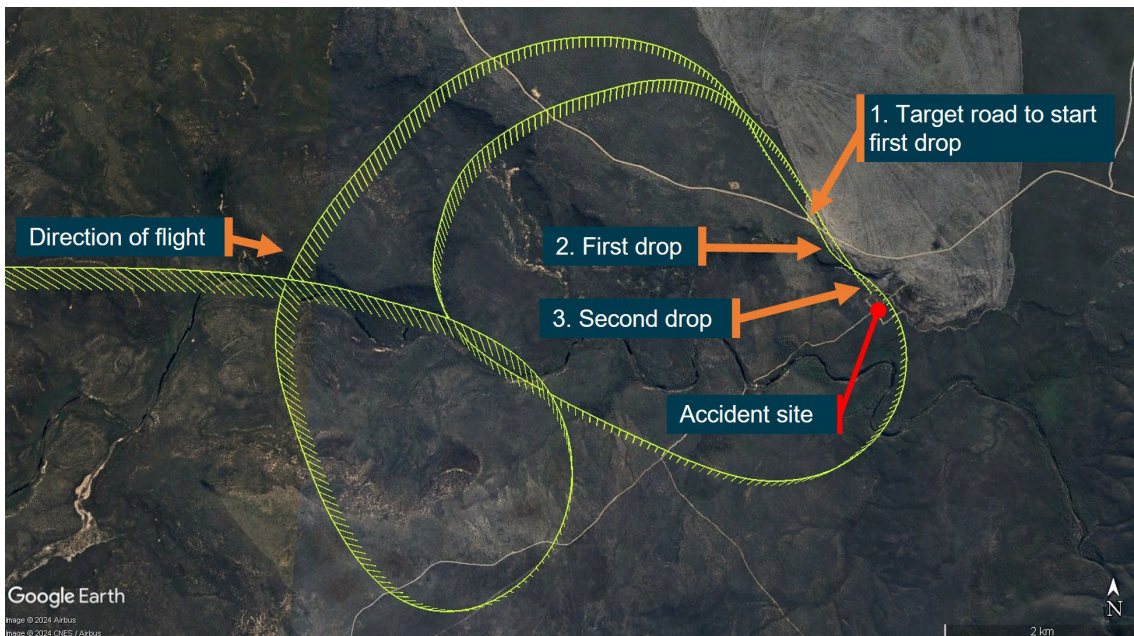 1. Target road to start
first drop
Direction of flight
2. First drop
3. Second drop
Accident site
Google Earth
Image © 2024 Airbus
Image © 2024 CNES / Airbus
N
2 km